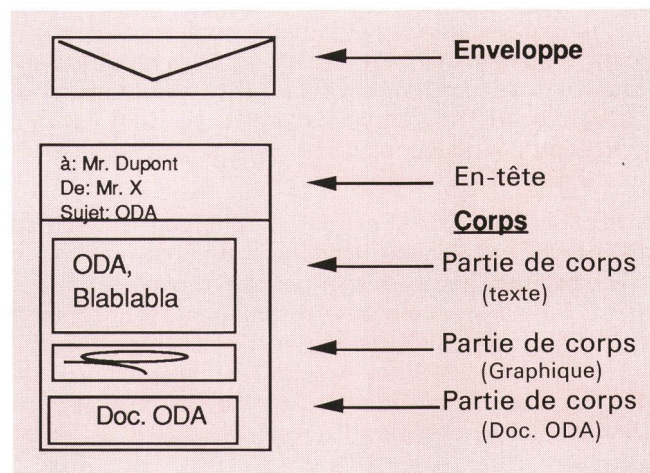 Enveloppe
à: Mr. Dupont
De: Mr. X
Sujet: ODA
En-tête
Corps
ODA,
Blablabla
Partie de corps
(texte)
Partie de corps
(Graphique)
Doc. ODA
Partie de corps
(Doc. ODA)